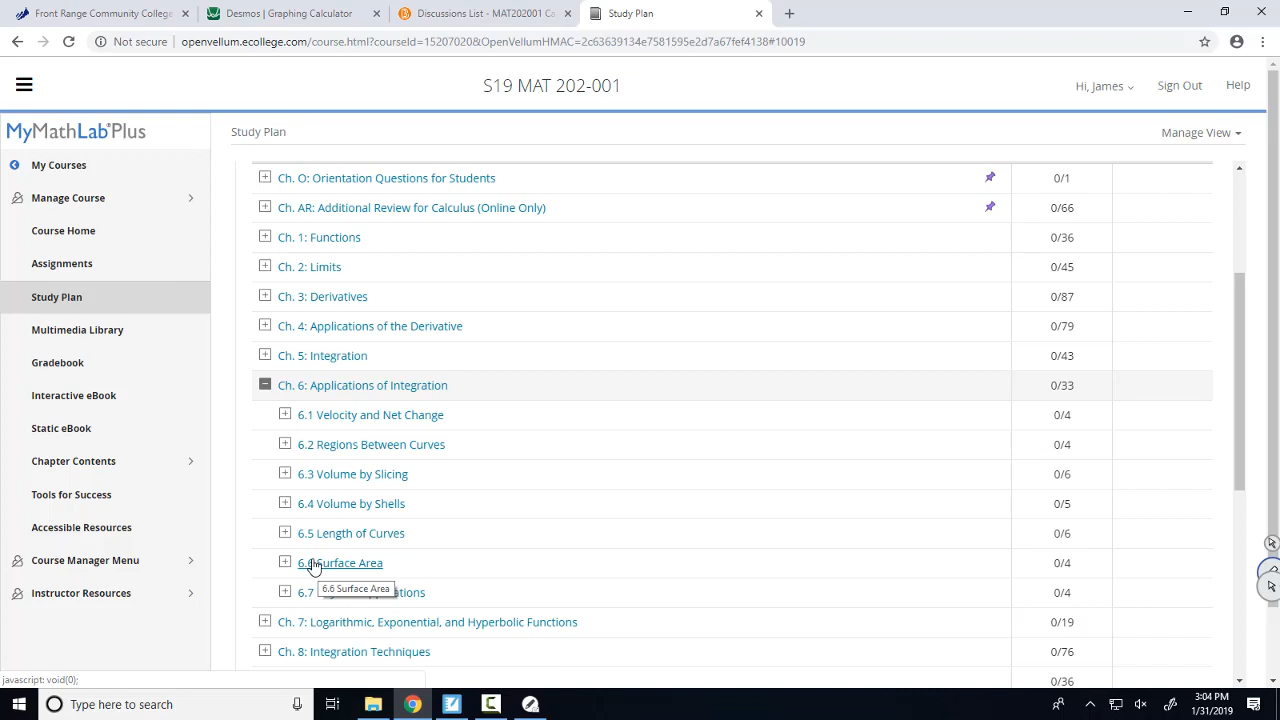 Front Range Community College
Desmos | Graphing Calculator
Discussions List - MAT202001 Ca
Study Plan
Not secure | openvellum.ecollege.com/course.html?courseId=15207020&OpenVellumHMAC=2c63639134e7581595e2d7a67fef4138#10019
S19 MAT 202-001
Hi, James
Sign Out
Help
MyMathLab®Plus
Study Plan
Manage View
My Courses
Manage Course
Course Home
Assignments
Study Plan
Multimedia Library
Gradebook
Interactive eBook
Static eBook
Chapter Contents
Tools for Success
Accessible Resources
Course Manager Menu
Instructor Resources
Ch. O: Orientation Questions for Students 0/1
Ch. AR: Additional Review for Calculus (Online Only) 0/66
Ch. 1: Functions 0/36
Ch. 2: Limits 0/45
Ch. 3: Derivatives 0/87
Ch. 4: Applications of the Derivative 0/79
Ch. 5: Integration 0/43
Ch. 6: Applications of Integration 0/33
6.1 Velocity and Net Change 0/4
6.2 Regions Between Curves 0/4
6.3 Volume by Slicing 0/6
6.4 Volume by Shells 0/5
6.5 Length of Curves 0/6
6.6 Surface Area 0/4
6.6 Surface Area
6.7 0/4
Ch. 7: Logarithmic, Exponential, and Hyperbolic Functions 0/19
Ch. 8: Integration Techniques 0/76
0/36
javascript: void(0);
Type here to search
3:04 PM
1/31/2019